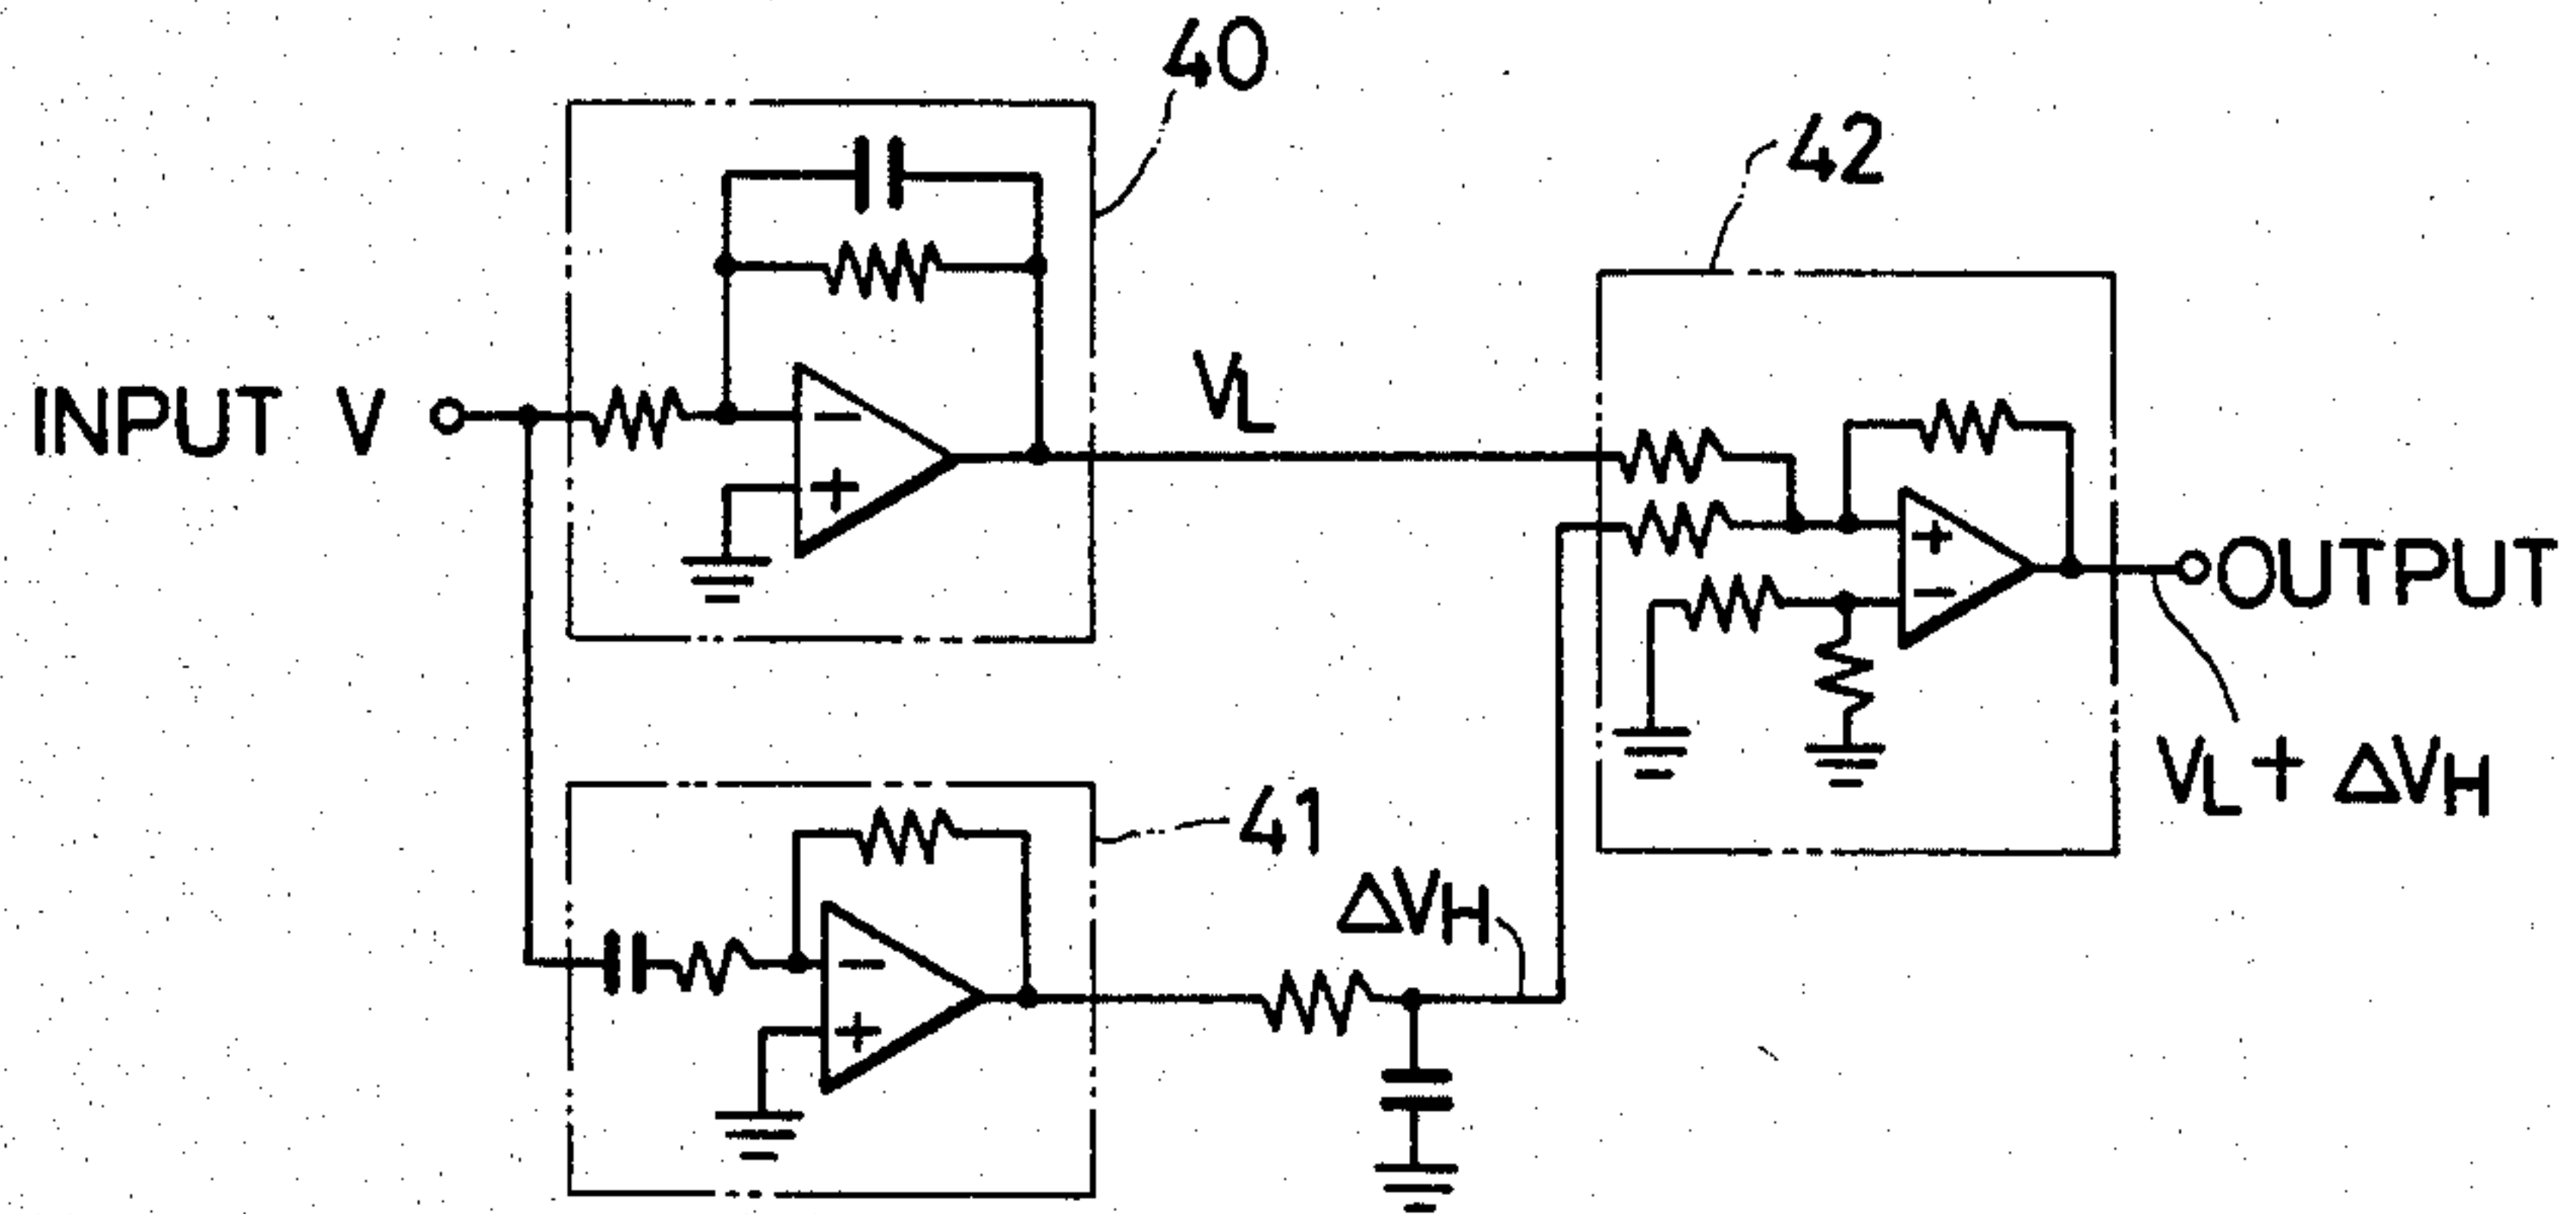 40
42
INPUT V
VL
OUTPUT
VL + ΔVH
41
ΔVH
− +
+ −
− +